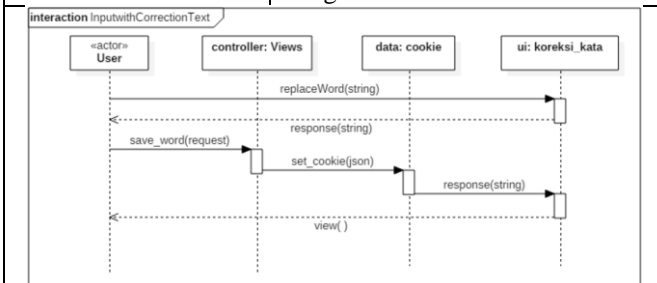 interaction InputwithCorrectionText
«actor»
User
controller: Views
data: cookie
ui: koreksi_kata
replaceWord(string)
response(string)
save_word(request)
set_cookie(json)
response(string)
view( )